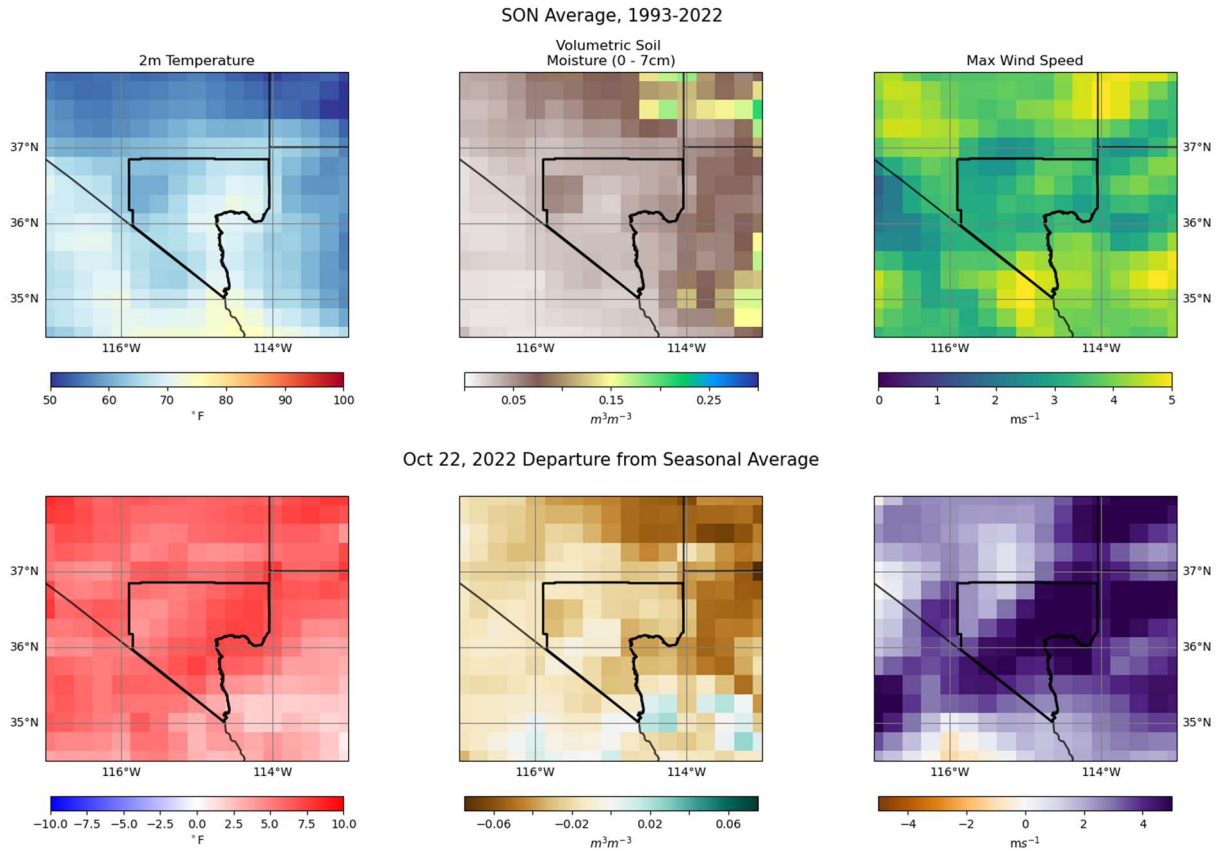 SON Average, 1993-2022
2m Temperature
Volumetric Soil
Moisture (0 - 7cm)
Max Wind Speed
37°N
36°N
35°N
116°W
114°W
116°W
114°W
37°N
36°N
35°N
116°W
114°W
50 60 70 80 90 100
°F
0.05 0.15 0.25
m³m⁻³
0 1 2 3 4 5
ms⁻¹
Oct 22, 2022 Departure from Seasonal Average
37°N
36°N
35°N
116°W
114°W
116°W
114°W
37°N
36°N
35°N
116°W
114°W
−10.0 −7.5 −5.0 −2.5 0.0 2.5 5.0 7.5 10.0
°F
−0.06 −0.02 0.02 0.06
m³m⁻³
−4 −2 0 2 4
ms⁻¹